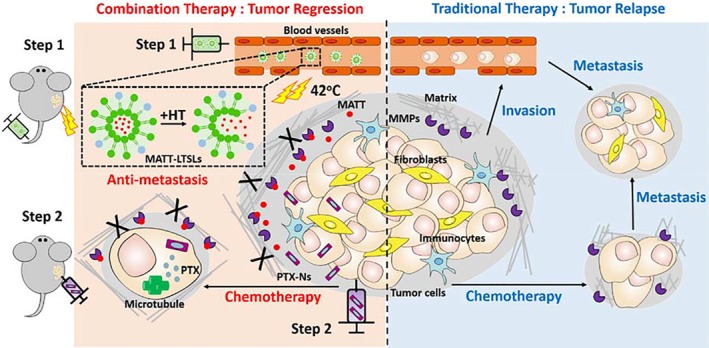 Combination Therapy : Tumor Regression
Traditional Therapy : Tumor Relapse
Step 1
Step 1
Blood vessels
42°C
+HT
MATT-LTSLs
Anti-metastasis
MATT
Matrix
MMPs
Fibroblasts
Immunocytes
Tumor cells
PTX-Ns
Invasion
Metastasis
Metastasis
Step 2
PTX
Microtubule
Chemotherapy
Step 2
Chemotherapy